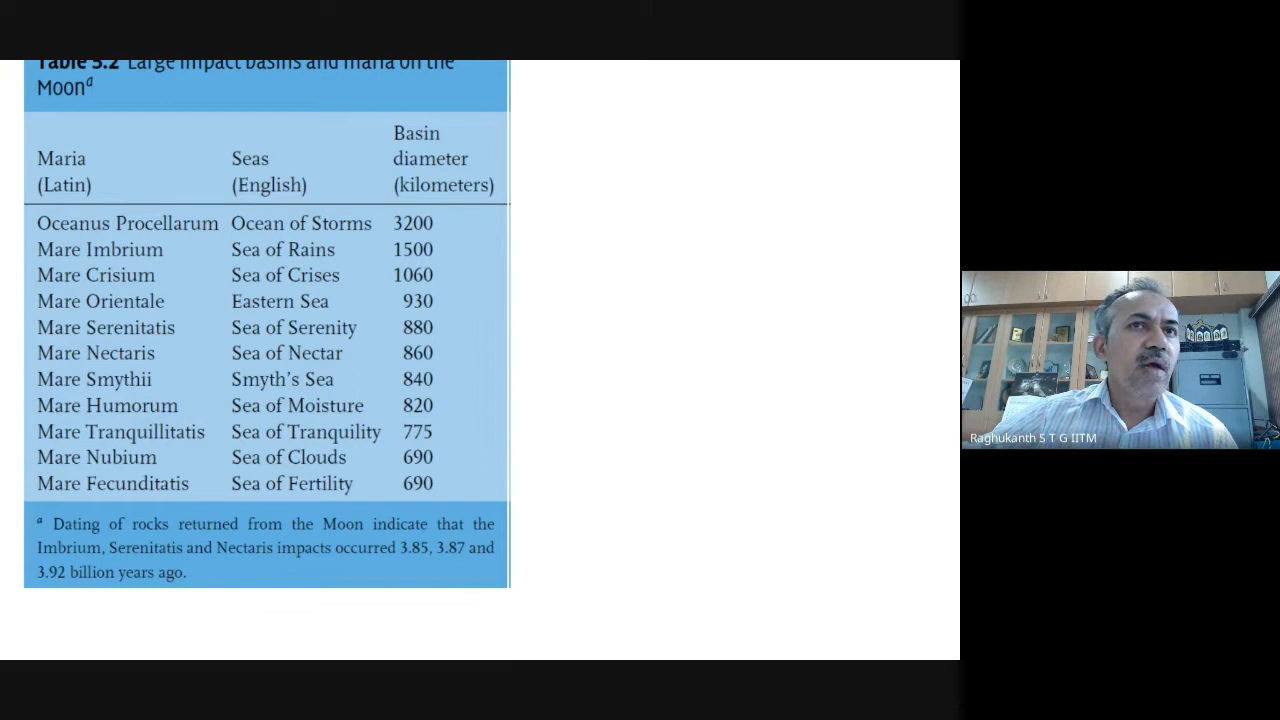 Table 5.2 Large impact basins and maria on the
Moonᵃ
Basin
Maria Seas diameter
(Latin) (English) (kilometers)
Oceanus Procellarum Ocean of Storms 3200
Mare Imbrium Sea of Rains 1500
Mare Crisium Sea of Crises 1060
Mare Orientale Eastern Sea 930
Mare Serenitatis Sea of Serenity 880
Mare Nectaris Sea of Nectar 860
Mare Smythii Smyth's Sea 840
Mare Humorum Sea of Moisture 820
Mare Tranquillitatis Sea of Tranquility 775
Mare Nubium Sea of Clouds 690
Mare Fecunditatis Sea of Fertility 690
ᵃ Dating of rocks returned from the Moon indicate that the
Imbrium, Serenitatis and Nectaris impacts occurred 3.85, 3.87 and
3.92 billion years ago.
Raghukanth S T G IITM